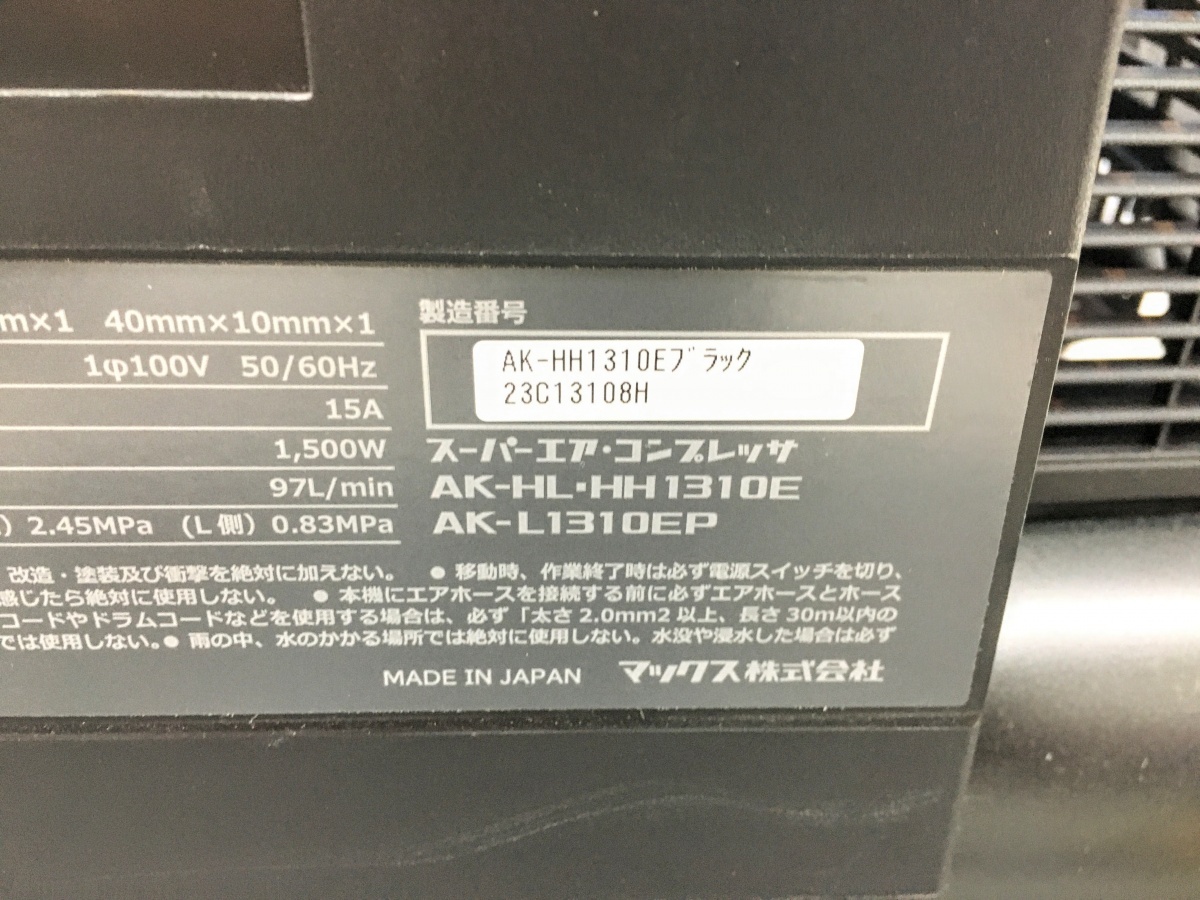 m×1 40mm×10mm×1
1φ100V 50/60Hz
15A
1,500W
97L/min
) 2.45MPa (L側) 0.83MPa
製造番号
AK-HH1310Eブラック
23C13108H
スーパーエア・コンプレッサ
AK-HL・HH1310E
AK-L1310EP
改造・塗装及び衝撃を絶対に加えない。 ● 移動時、作業終了時は必ず電源スイッチを切り、
感じたら絶対に使用しない。 ● 本機にエアホースを接続する前に必ずエアホースとホース
コードやドラムコードなどを使用する場合は、必ず「太さ2.0mm2以上、長さ30m以内の
では使用しない。● 雨の中、水のかかる場所では絶対に使用しない。水没や浸水した場合は必ず
MADE IN JAPAN マックス株式会社